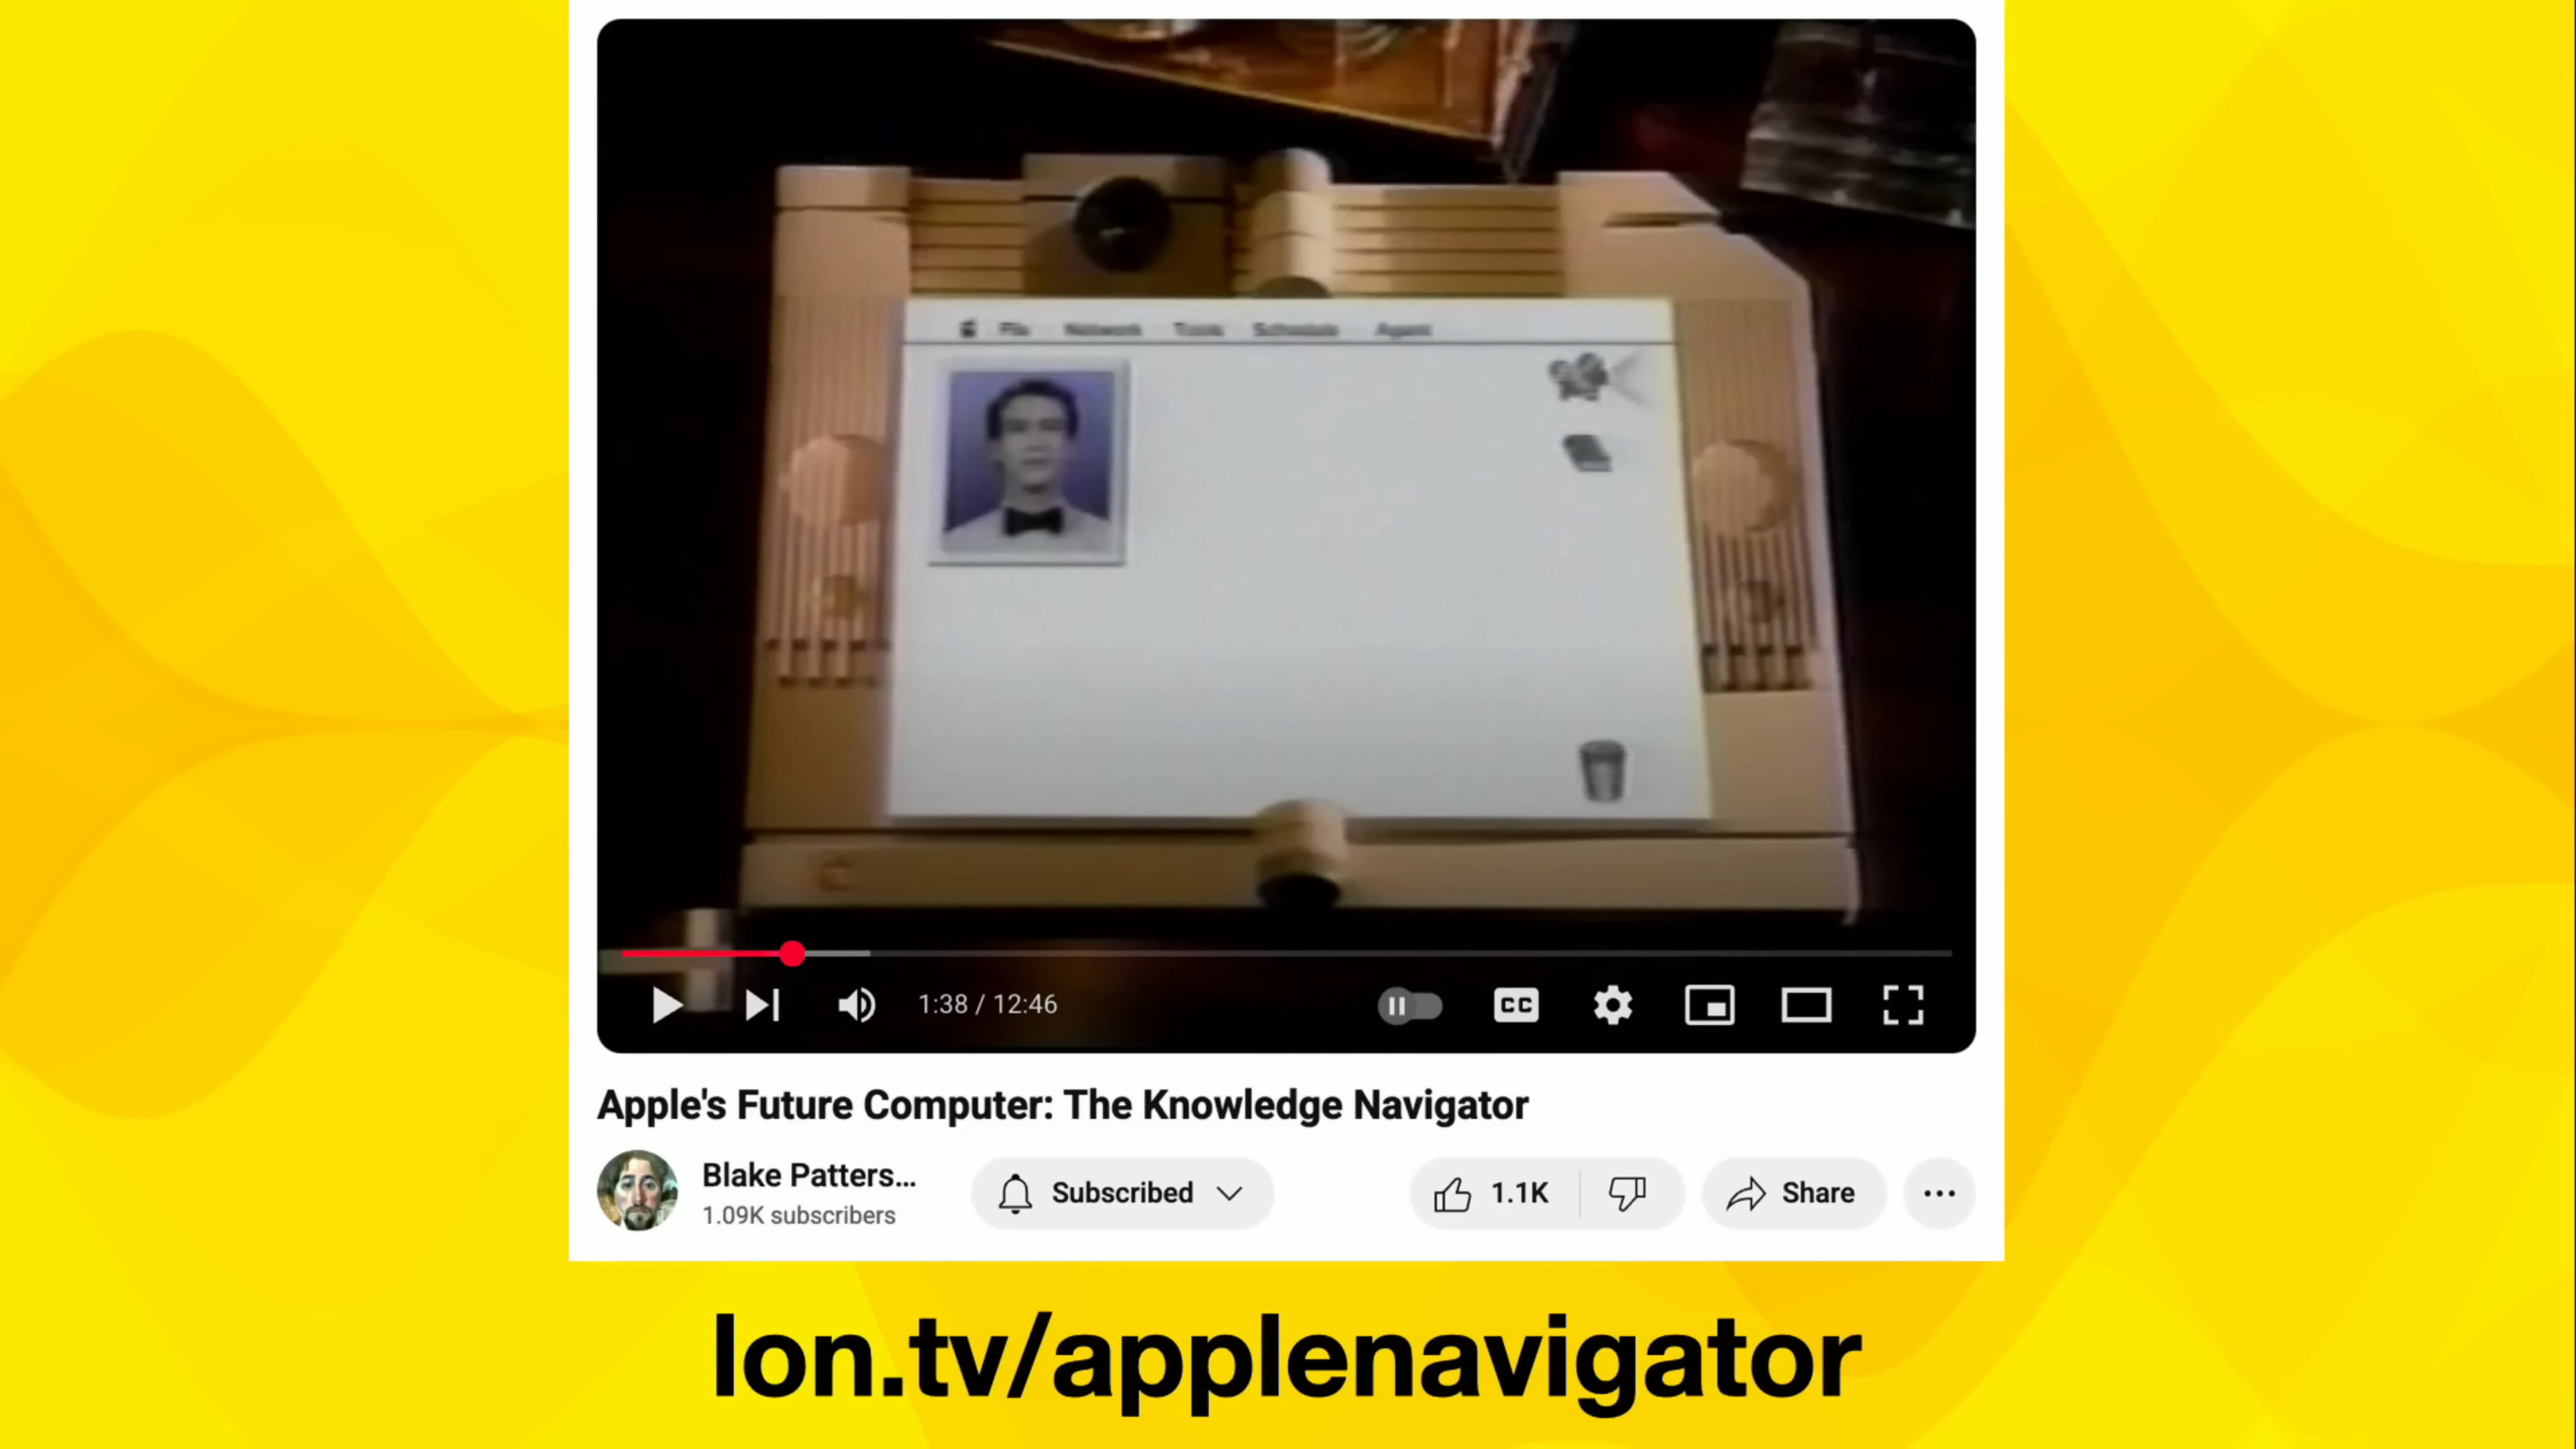 File Network Tools Schedule Agent
1:38 / 12:46
CC
Apple's Future Computer: The Knowledge Navigator
Blake Patters...
1.09K subscribers
Subscribed
1.1K
Share
lon.tv/applenavigator